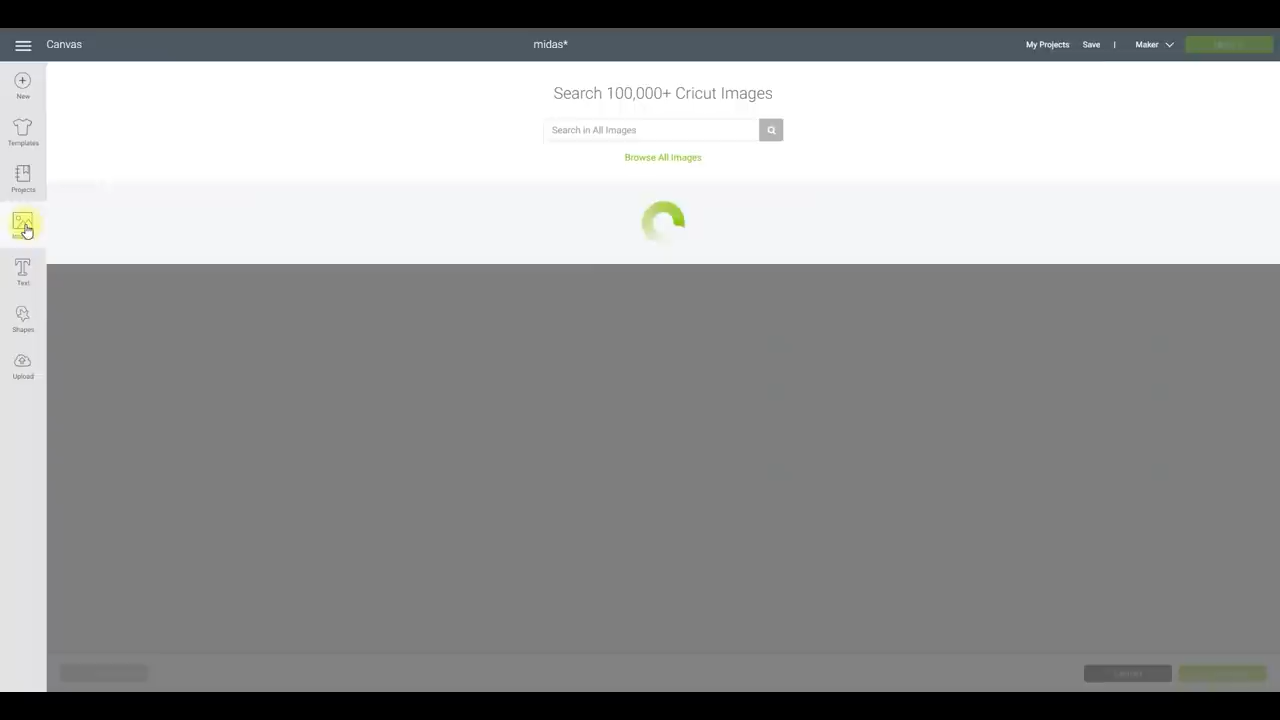 Canvas
midas*
My Projects
Save
|
Maker
New
Templates
Projects
Text
Shapes
Upload
Search 100,000+ Cricut Images
Search in All Images
Browse All Images
Cancel